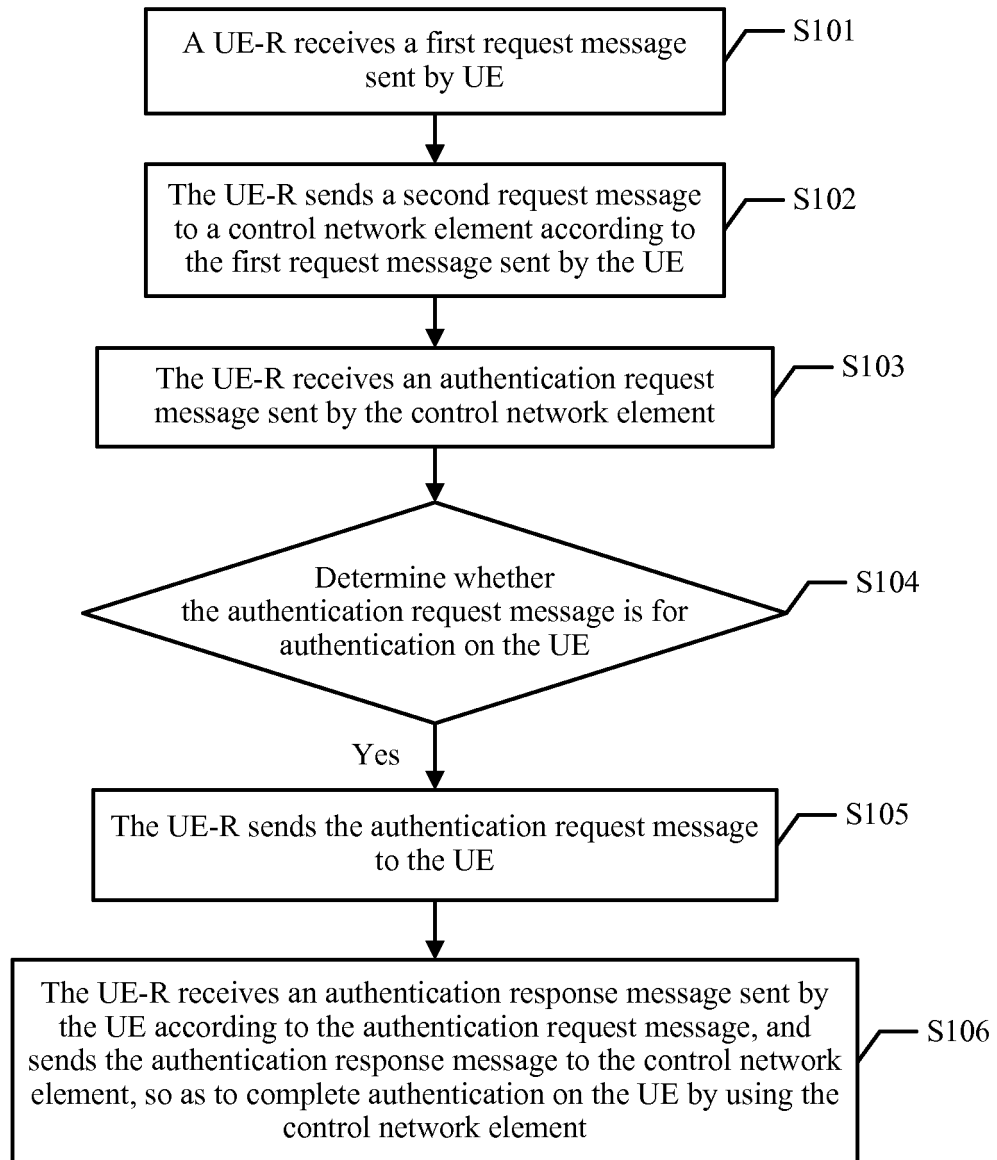 A UE-R receives a first request message
sent by UE
S101
The UE-R sends a second request message
to a control network element according to
the first request message sent by the UE
S102
The UE-R receives an authentication request
message sent by the control network element
S103
Determine whether
the authentication request message is for
authentication on the UE
S104
Yes
The UE-R sends the authentication request message
to the UE
S105
The UE-R receives an authentication response message sent by
the UE according to the authentication request message, and
sends the authentication response message to the control network
element, so as to complete authentication on the UE by using the
control network element
S106